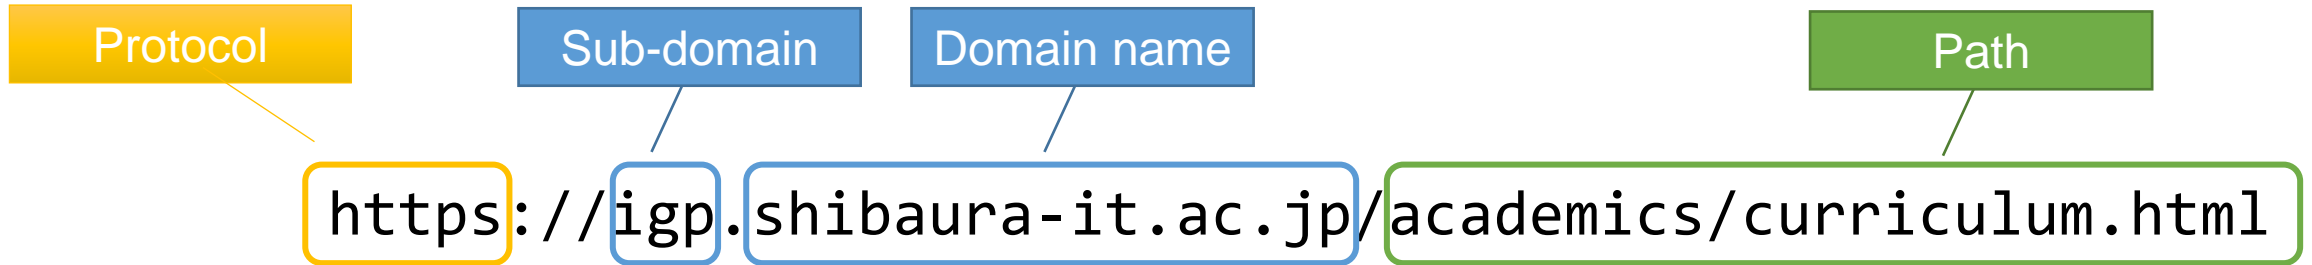 Protocol
Sub-domain
Domain name
Path
https://igp.shibaura-it.ac.jp/academics/curriculum.html